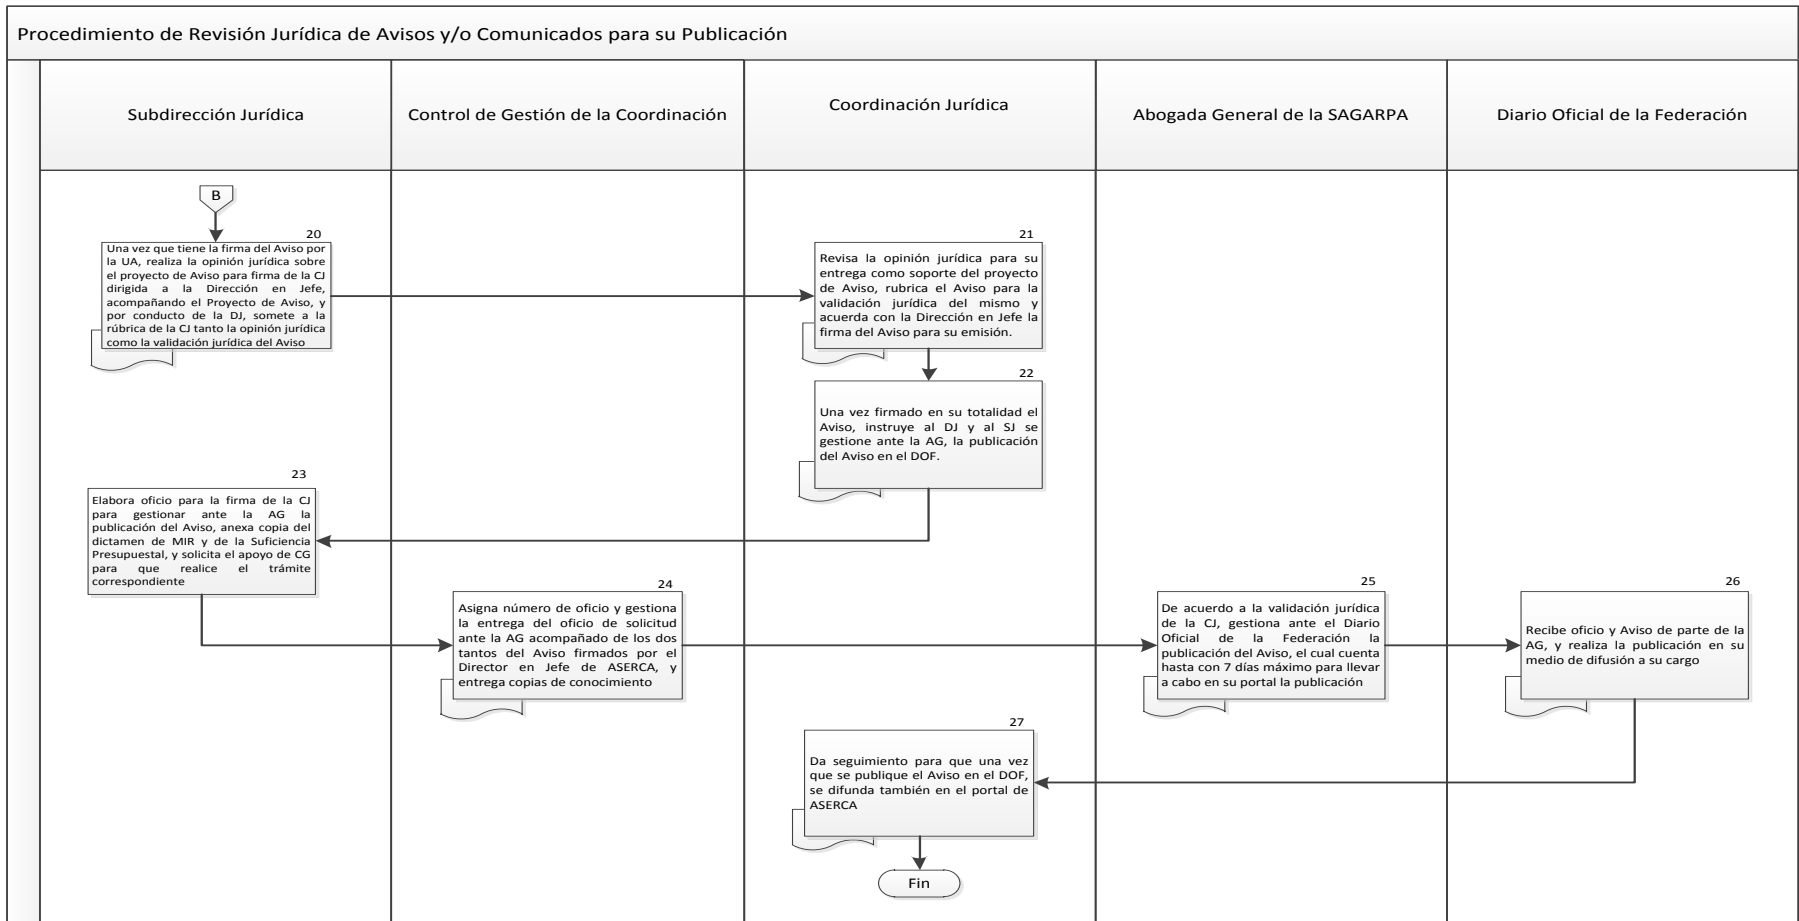 Procedimiento de Revisión Jurídica de Avisos y/o Comunicados para su Publicación
Subdirección Jurídica
Control de Gestión de la Coordinación
Coordinación Jurídica
Abogada General de la SAGARPA
Diario Oficial de la Federación
B
20
Una vez que tiene la firma del Aviso por
la UA, realiza la opinión jurídica sobre
el proyecto de Aviso para firma de la CJ
dirigida a la Dirección en Jefe,
acompañando el Proyecto de Aviso, y
por conducto de la DJ, somete a la
rúbrica de la CJ tanto la opinión jurídica
como la validación jurídica del Aviso
21
Revisa la opinión jurídica para su
entrega como soporte del proyecto
de Aviso, rubrica el Aviso para la
validación jurídica del mismo y
acuerda con la Dirección en Jefe la
firma del Aviso para su emisión.
22
Una vez firmado en su totalidad el
Aviso, instruye al DJ y al SJ se
gestione ante la AG, la publicación
del Aviso en el DOF.
23
Elabora oficio para la firma de la CJ
para gestionar ante la AG la
publicación del Aviso, anexa copia del
dictamen de MIR y de la Suficiencia
Presupuestal, y solicita el apoyo de CG
para que realice el trámite
correspondiente
24
Asigna número de oficio y gestiona
la entrega del oficio de solicitud
ante la AG acompañado de los dos
tantos del Aviso firmados por el
Director en Jefe de ASERCA, y
entrega copias de conocimiento
25
De acuerdo a la validación jurídica
de la CJ, gestiona ante el Diario
Oficial de la Federación la
publicación del Aviso, el cual cuenta
hasta con 7 días máximo para llevar
a cabo en su portal la publicación
26
Recibe oficio y Aviso de parte de la
AG, y realiza la publicación en su
medio de difusión a su cargo
27
Da seguimiento para que una vez
que se publique el Aviso en el DOF,
se difunda también en el portal de
ASERCA
Fin